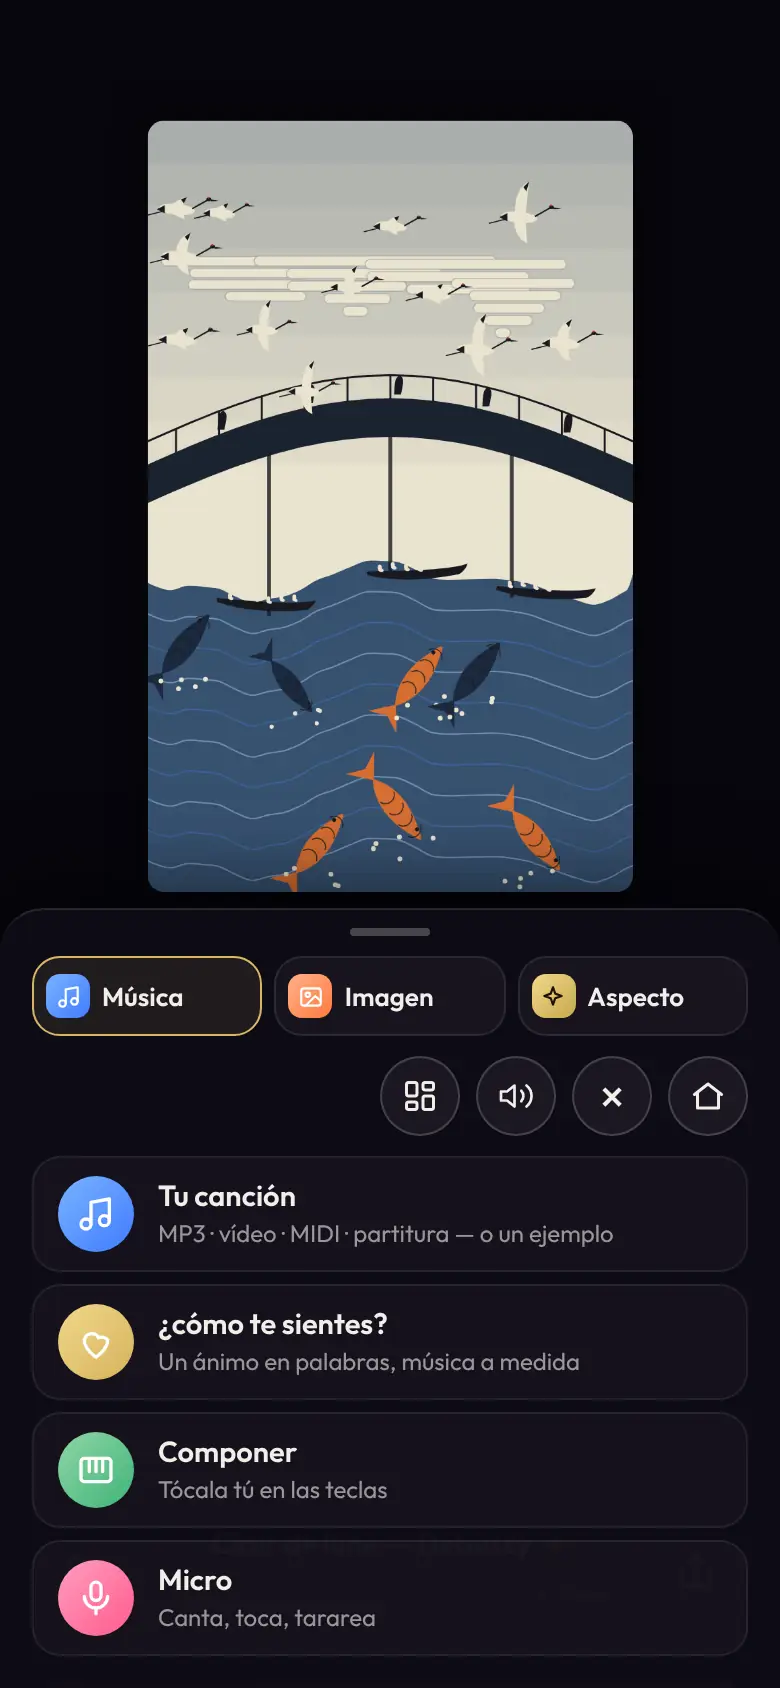 Música
Imagen
Aspecto
Tu canción
MP3 · vídeo · MIDI · partitura — o un ejemplo
¿cómo te sientes?
Un ánimo en palabras, música a medida
Componer
Tócala tú en las teclas
Micro
Canta, toca, tararea